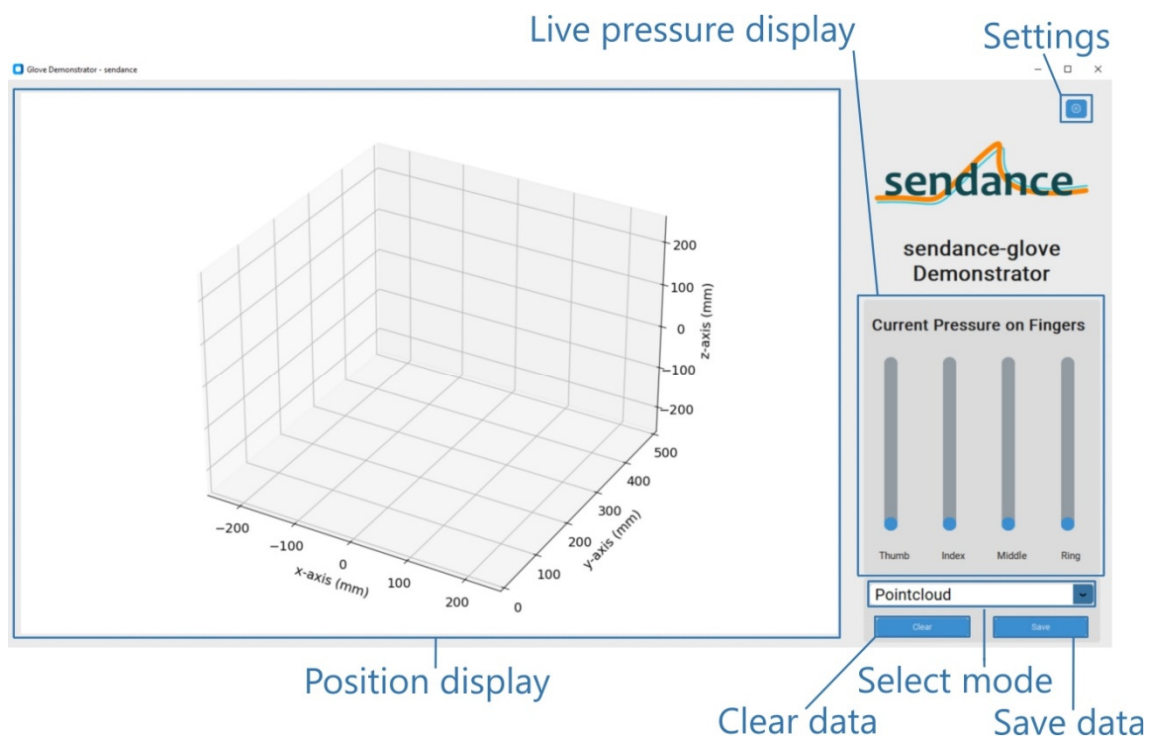 Live pressure display
Settings
Glove Demonstrator - sendance
sendance
sendance-glove
Demonstrator
200
100
0
−100
−200
z-axis (mm)
500
400
300
200
100
0
y-axis (mm)
−200
−100
0
100
200
x-axis (mm)
Current Pressure on Fingers
Thumb
Index
Middle
Ring
Pointcloud
Clear
Save
Position display
Select mode
Clear data
Save data